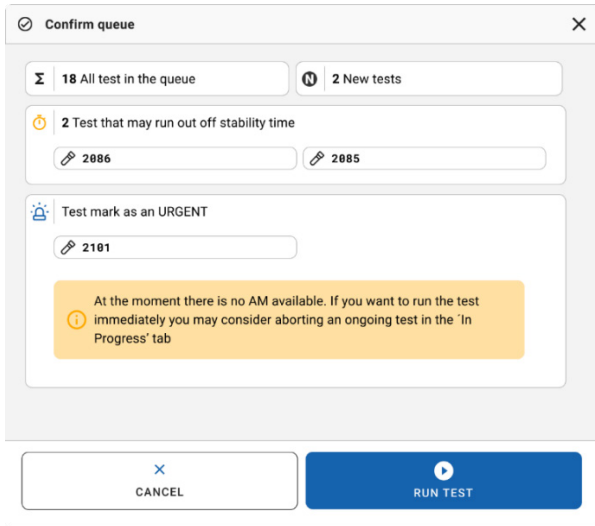 Confirm queue
Σ 18 All test in the queue
N 2 New tests
2 Test that may run out off stability time
2086
2085
Test mark as an URGENT
2101
At the moment there is no AM available. If you want to run the test
immediately you may consider aborting an ongoing test in the ´In
Progress’ tab
CANCEL
RUN TEST